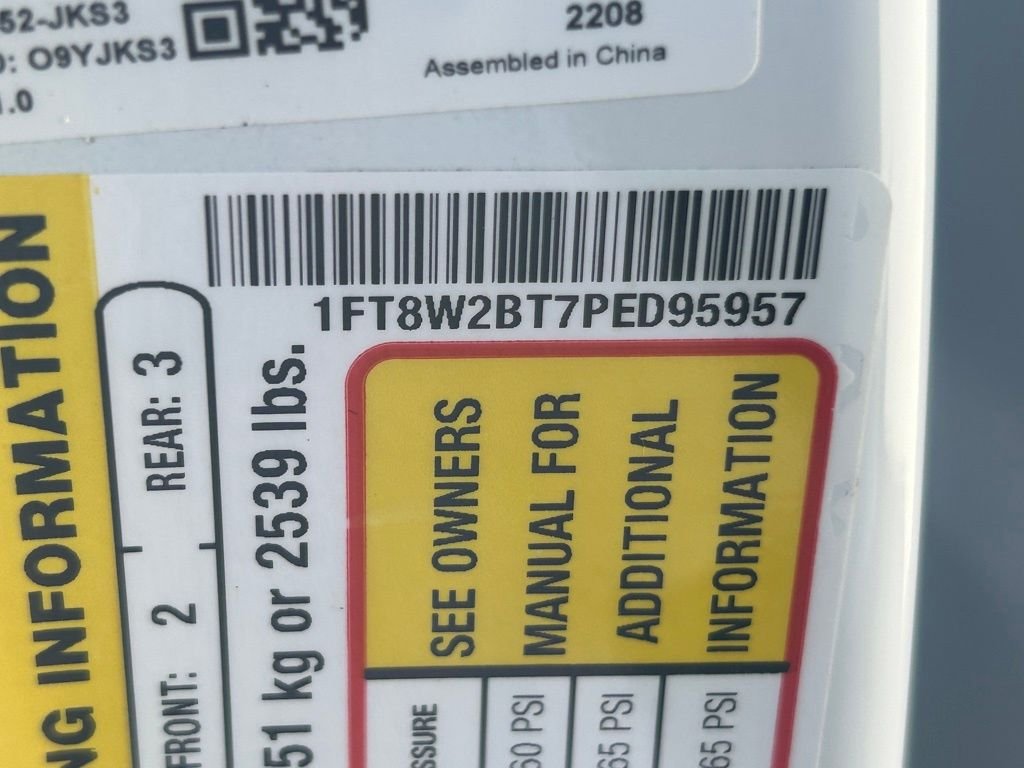 52-JKS3
: O9YJKS3
1.0
2208
Assembled in China
1FT8W2BT7PED95957
NG INFORMATION
FRONT: 2 REAR: 3
51 kg or 2539 lbs.
SEE OWNERS
MANUAL FOR
ADDITIONAL
INFORMATION
SSURE
60 PSI
65 PSI
65 PSI